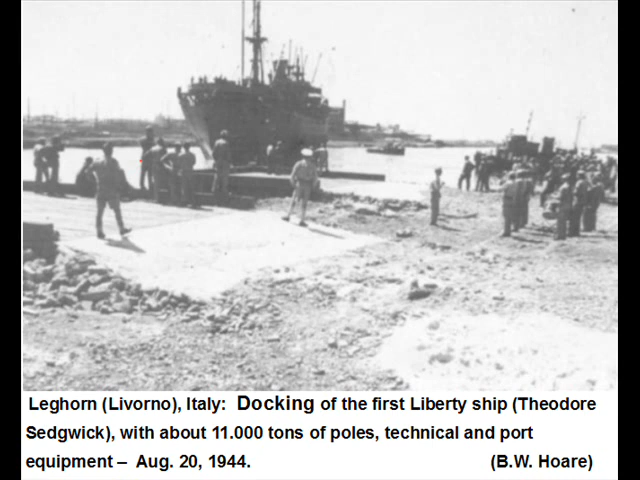 Leghorn (Livorno), Italy: Docking of the first Liberty ship (Theodore
Sedgwick), with about 11.000 tons of poles, technical and port
equipment – Aug. 20, 1944. (B.W. Hoare)